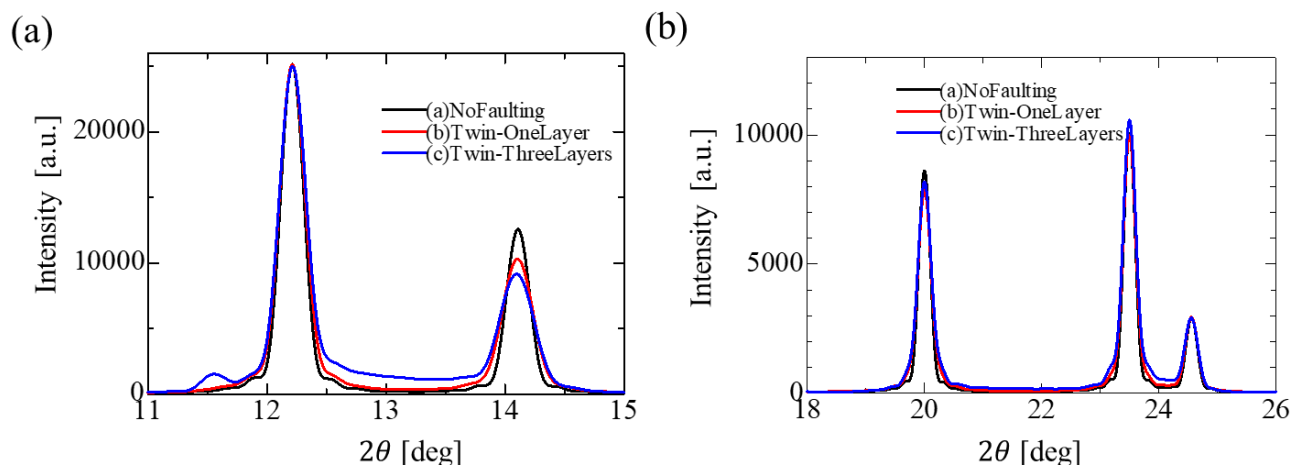 (a)
(b)
Intensity [a.u.]
20000
10000
0
11
12
13
14
15
2θ [deg]
(a)NoFaulting
(b)Twin-OneLayer
(c)Twin-ThreeLayers
Intensity [a.u.]
10000
5000
0
18
20
22
24
26
2θ [deg]
(a)NoFaulting
(b)Twin-OneLayer
(c)Twin-ThreeLayers